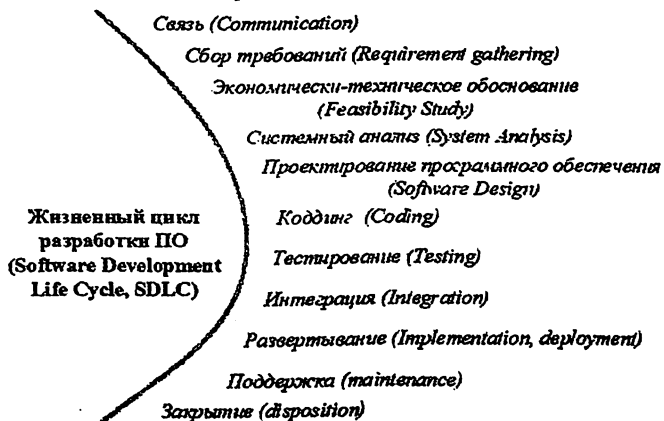 Связь (Communication)
Сбор требований (Requirement gathering)
Экономически-техническое обоснование
(Feasibility Study)
Системный анализ (System Analysis)
Проектирование программного обеспечения
(Software Design)
Жизненный цикл
разработки ПО
(Software Development
Life Cycle, SDLC)
Коддинг (Coding)
Тестирование (Testing)
Интеграция (Integration)
Развертывание (Implementation, deployment)
Поддержка (maintenance)
Закрытие (disposition)